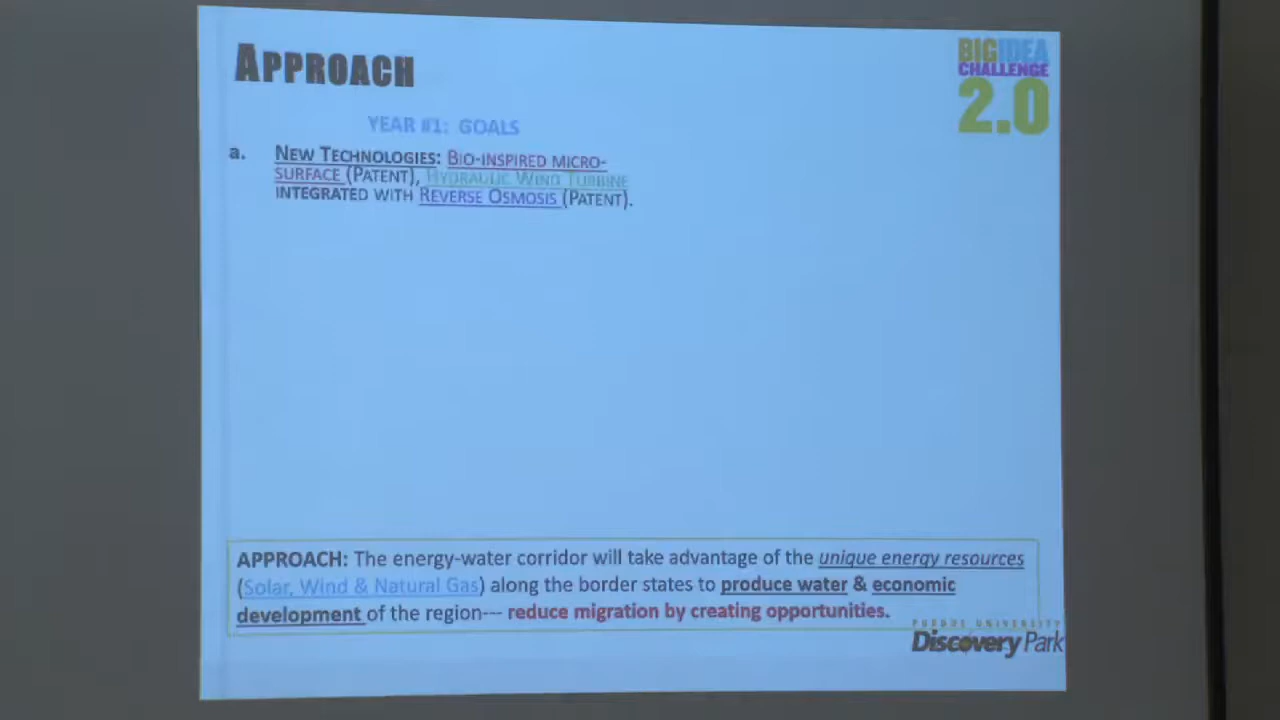 APPROACH
BIGIDEA
CHALLENGE
2.0
YEAR #1: GOALS
a. NEW TECHNOLOGIES: BIO-INSPIRED MICRO-
SURFACE (PATENT), HYDRAULIC WIND TURBINE
INTEGRATED WITH REVERSE OSMOSIS (PATENT).
APPROACH: The energy-water corridor will take advantage of the unique energy resources
(Solar, Wind & Natural Gas) along the border states to produce water & economic
development of the region--- reduce migration by creating opportunities.
PURDUE UNIVERSITY
Discovery Park